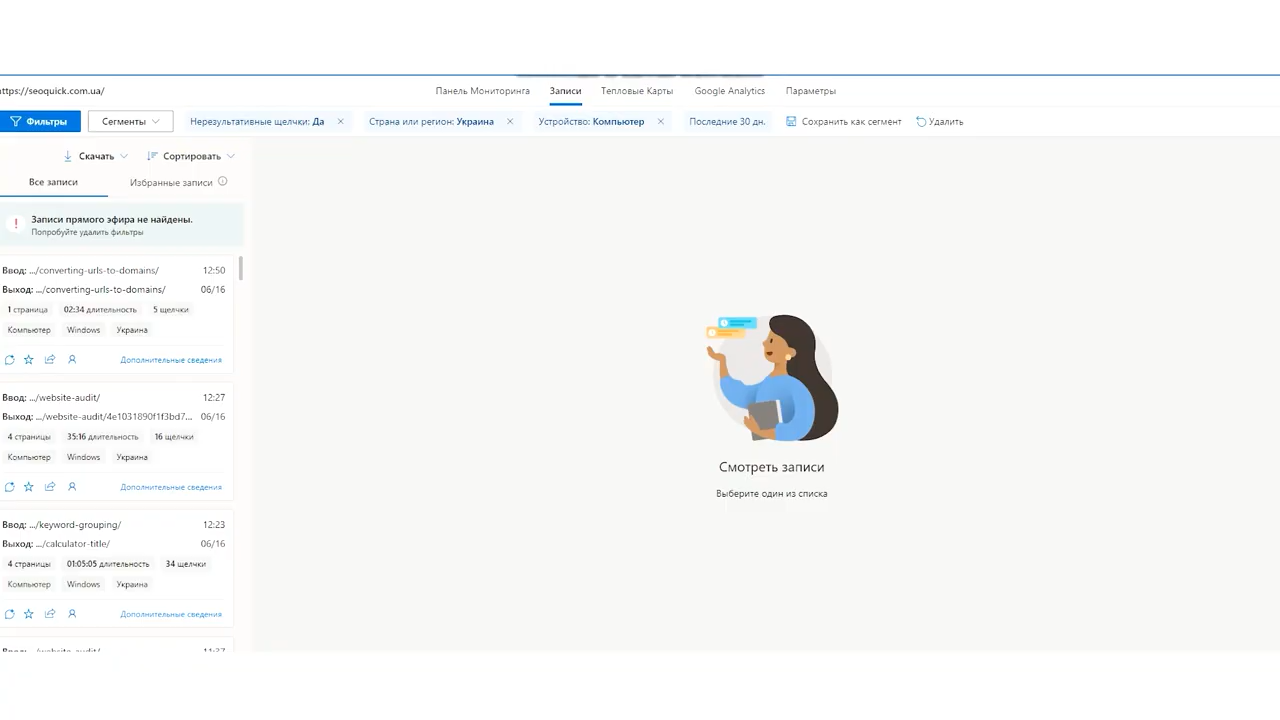 https://seoquick.com.ua/
Панель Мониторинга Записи Тепловые Карты Google Analytics Параметры
Фильтры Сегменты Нерезультативные щелчки: Да Страна или регион: Украина Устройство: Компьютер Последние 30 дн. Сохранить как сегмент Удалить
Скачать Сортировать
Все записи Избранные записи
Записи прямого эфира не найдены.
Попробуйте удалить фильтры
Ввод: .../converting-urls-to-domains/ 12:50
Выход: .../converting-urls-to-domains/ 06/16
1 страница 02:34 длительность 5 щелчки
Компьютер Windows Украина
Дополнительные сведения
Ввод: .../website-audit/ 12:27
Выход: .../website-audit/4e1031890f1f3bd7... 06/16
4 страницы 35:16 длительность 16 щелчки
Компьютер Windows Украина
Дополнительные сведения
Ввод: .../keyword-grouping/ 12:23
Выход: .../calculator-title/ 06/16
4 страницы 01:05:05 длительность 34 щелчки
Компьютер Windows Украина
Дополнительные сведения
Смотреть записи
Выберите один из списка